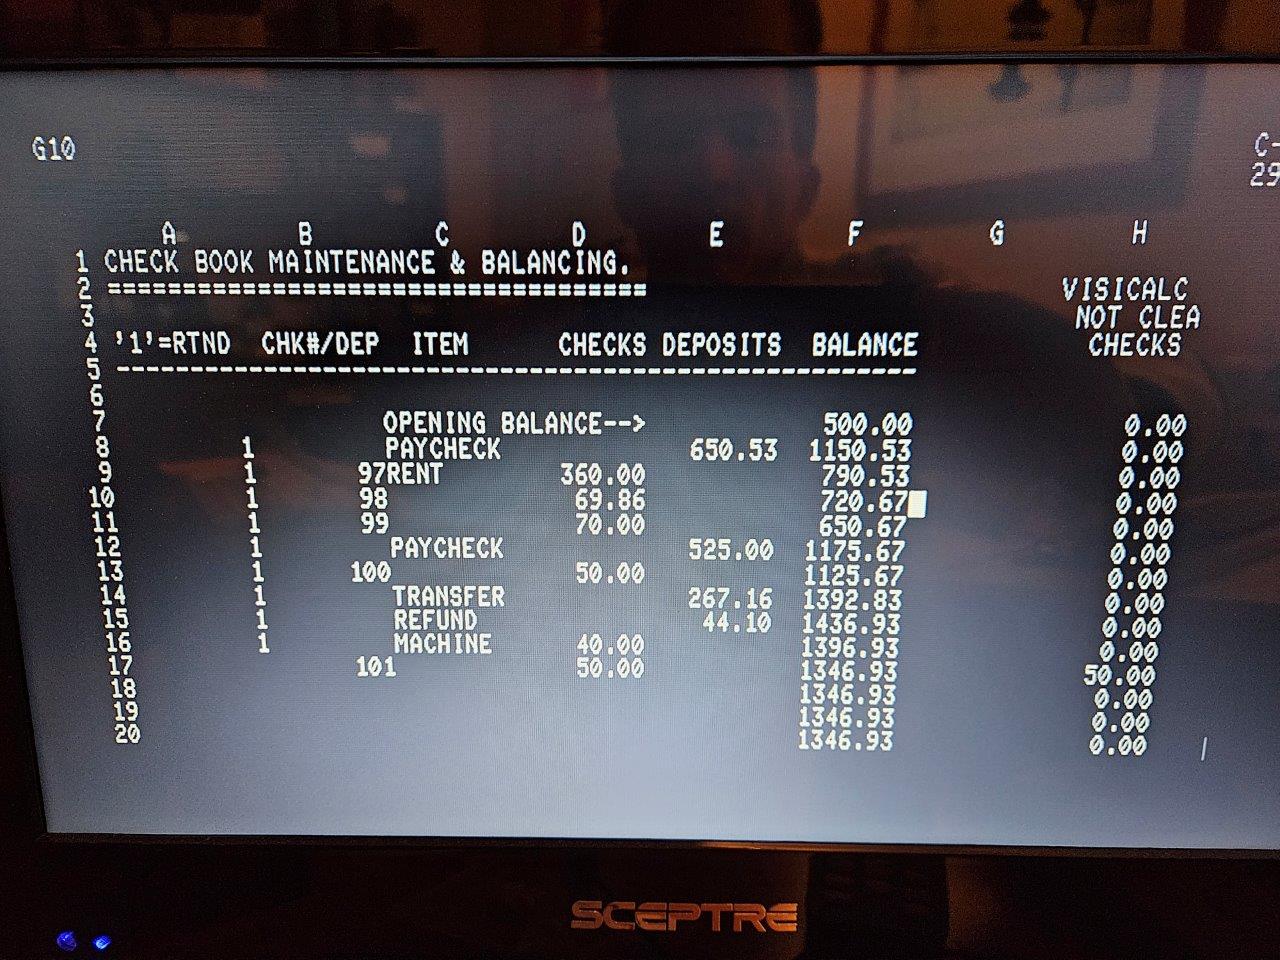 G10 C-
29
A B C D E F G H
1 CHECK BOOK MAINTENANCE & BALANCING.
2 ==================================== VISICALC
3 NOT CLEA
4 '1'=RTND CHK#/DEP ITEM CHECKS DEPOSITS BALANCE CHECKS
5 ------------------------------------------------------
6
7 OPENING BALANCE--> 500.00 0.00
8 1 PAYCHECK 650.53 1150.53 0.00
9 1 97RENT 360.00 790.53 0.00
10 1 98 69.86 720.67 0.00
11 1 99 70.00 650.67 0.00
12 1 PAYCHECK 525.00 1175.67 0.00
13 1 100 50.00 1125.67 0.00
14 1 TRANSFER 267.16 1392.83 0.00
15 1 REFUND 44.10 1436.93 0.00
16 1 MACHINE 40.00 1396.93 0.00
17 101 50.00 1346.93 50.00
18 1346.93 0.00
19 1346.93 0.00
20 1346.93 0.00
SCEPTRE